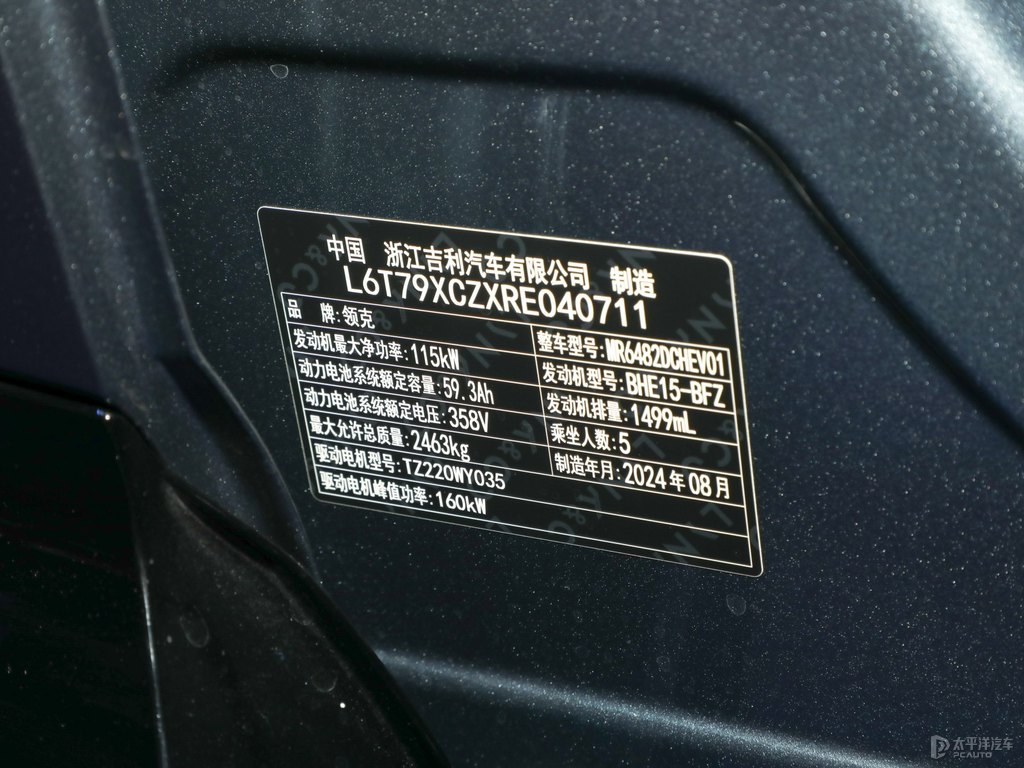 中国 浙江吉利汽车有限公司 制造
L6T79XCZXRE040711
品 牌:领克 整车型号:MR6482DCHEV01
发动机最大净功率:115kW 发动机型号:BHE15-BFZ
动力电池系统额定容量:59.3Ah 发动机排量:1499mL
动力电池系统额定电压:358V 乘坐人数:5
最大允许总质量:2463kg 制造年月:2024年08月
驱动电机型号:TZ220WY035
驱动电机峰值功率:160kW
太平洋汽车
PCAUTO